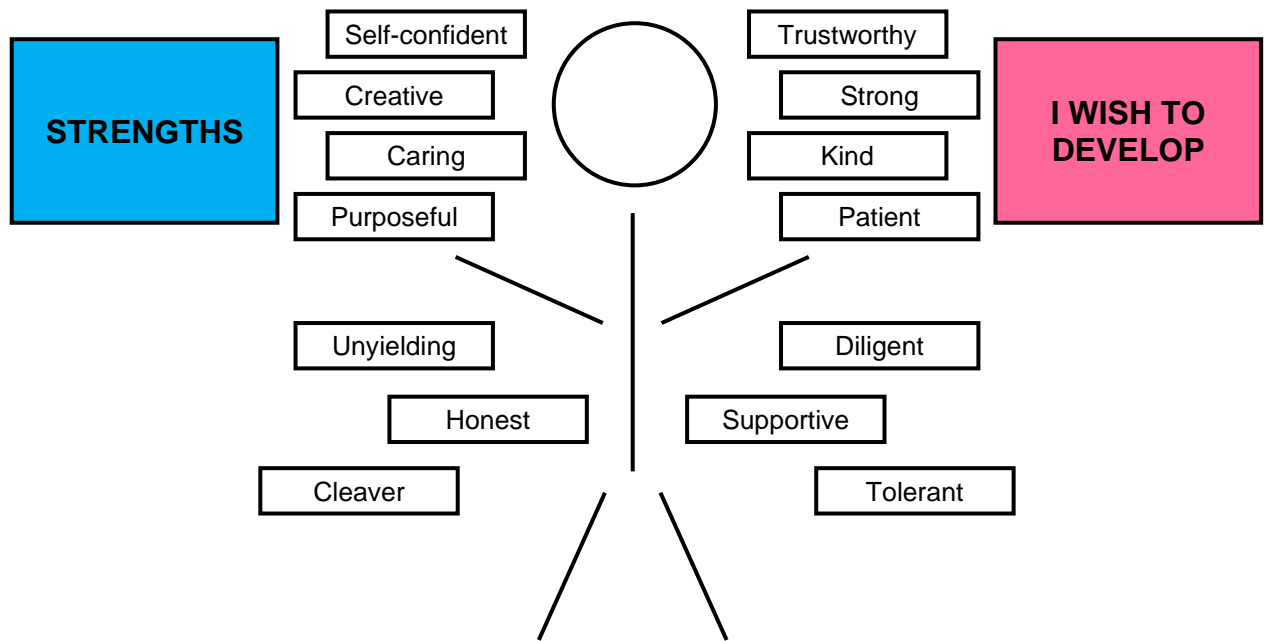 STRENGTHS
Self-confident
Creative
Caring
Purposeful
Unyielding
Honest
Cleaver
Trustworthy
Strong
Kind
Patient
Diligent
Supportive
Tolerant
I WISH TO
DEVELOP